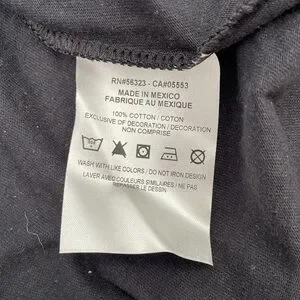 RN#56323 - CA#05553
MADE IN MEXICO
FABRIQUE AU MEXIQUE
100% COTTON / COTON
EXCLUSIVE OF DECORATION / DECORATION
NON COMPRISE
WASH WITH LIKE COLORS / DO NOT IRON DESIGN
LAVER AVEC COULEURS SIMILAIRES / NE PAS
REPASSER LE DESSIN